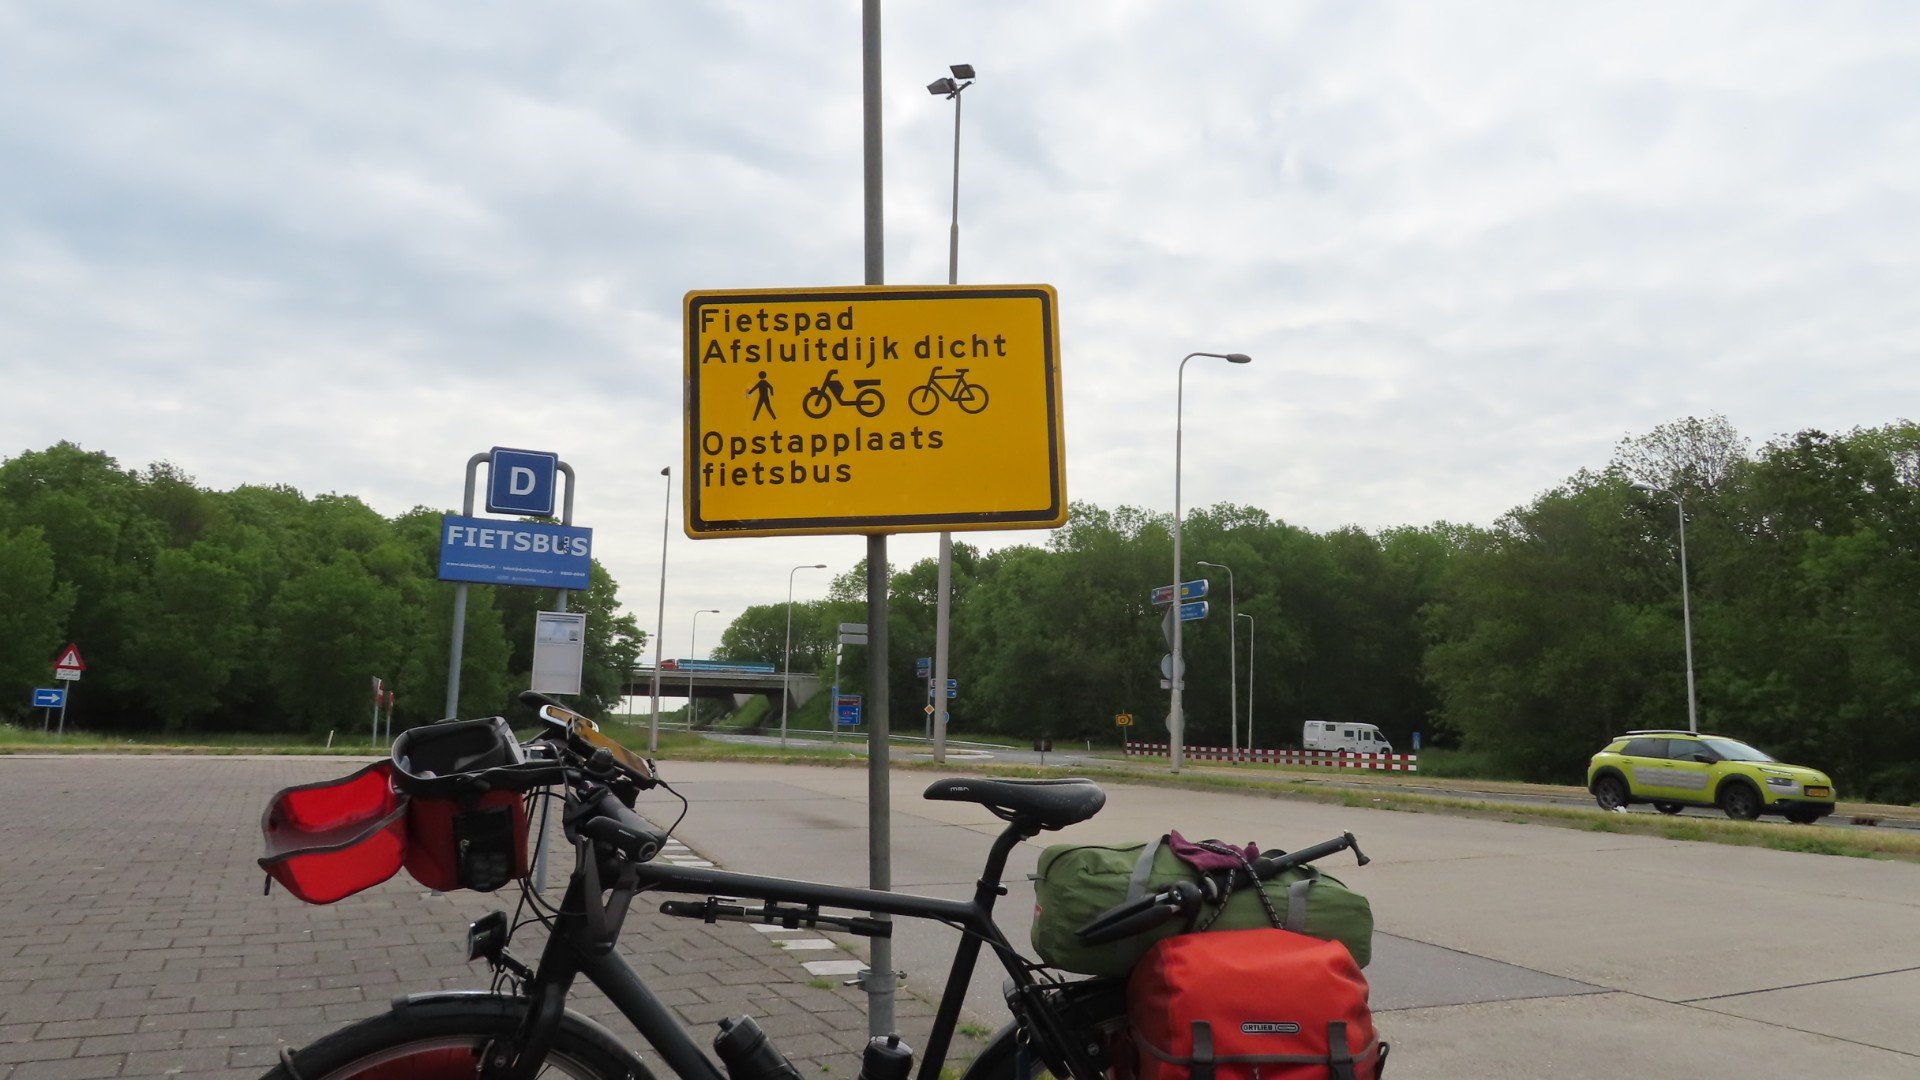 Fietspad
Afsluitdijk dicht
Opstapplaats
fietsbus
D
FIETSBUS
ORTLIEB